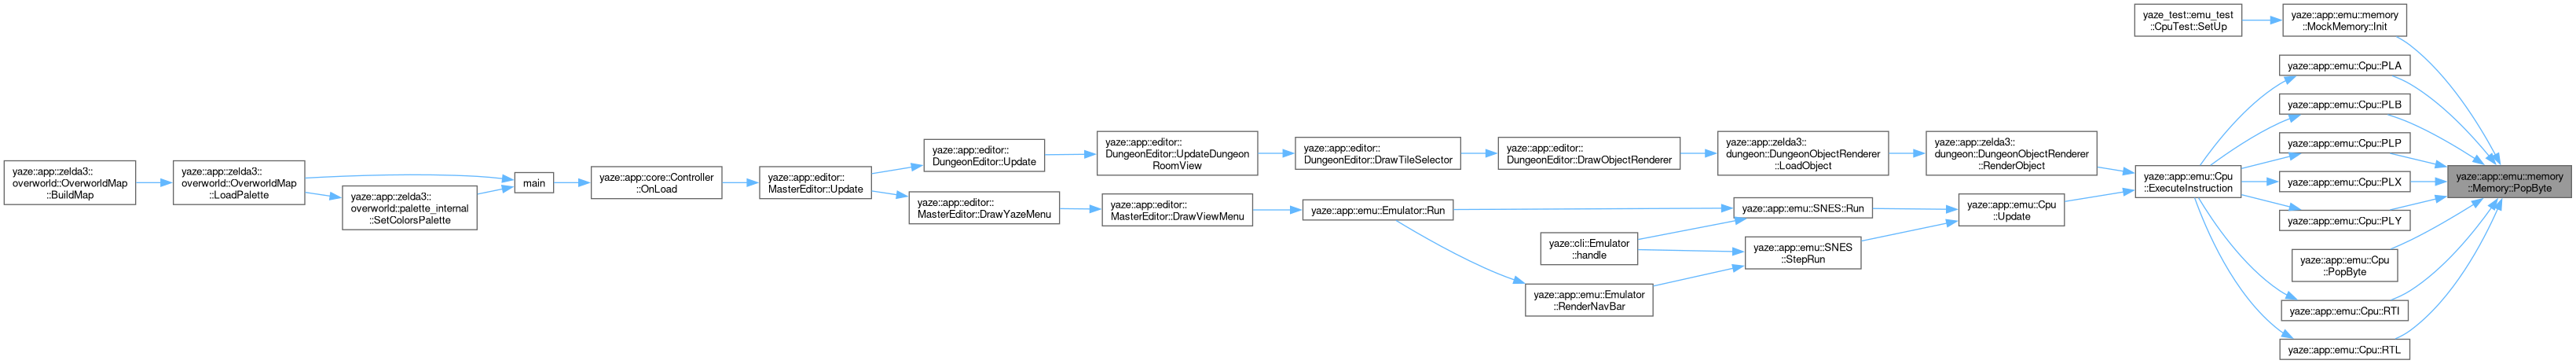 yaze_test::emu_test
::CpuTest::SetUp
yaze::app::emu::memory
::MockMemory::Init
yaze::app::emu::Cpu::PLA
yaze::app::emu::Cpu::PLB
yaze::app::emu::Cpu::PLP
yaze::app::emu::Cpu::PLX
yaze::app::emu::Cpu::PLY
yaze::app::emu::Cpu
::PopByte
yaze::app::emu::Cpu::RTI
yaze::app::emu::Cpu::RTL
yaze::app::emu::memory
::Memory::PopByte
yaze::app::emu::Cpu
::ExecuteInstruction
yaze::app::zelda3::
dungeon::DungeonObjectRenderer
::RenderObject
yaze::app::zelda3::
dungeon::DungeonObjectRenderer
::LoadObject
yaze::app::editor::
DungeonEditor::DrawObjectRenderer
yaze::app::editor::
DungeonEditor::DrawTileSelector
yaze::app::editor::
DungeonEditor::UpdateDungeon
RoomView
yaze::app::editor::
DungeonEditor::Update
yaze::app::editor::
MasterEditor::Update
yaze::app::core::Controller
::OnLoad
main
yaze::app::zelda3::
overworld::palette_internal
::SetColorsPalette
yaze::app::zelda3::
overworld::OverworldMap
::LoadPalette
yaze::app::zelda3::
overworld::OverworldMap
::BuildMap
yaze::app::editor::
MasterEditor::DrawYazeMenu
yaze::app::editor::
MasterEditor::DrawViewMenu
yaze::app::emu::Emulator::Run
yaze::cli::Emulator
::handle
yaze::app::emu::Emulator
::RenderNavBar
yaze::app::emu::SNES::Run
yaze::app::emu::SNES
::StepRun
yaze::app::emu::Cpu
::Update